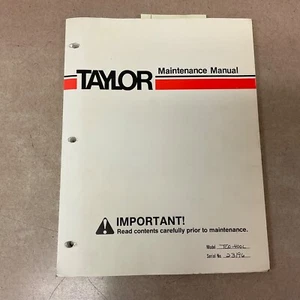 Maintenance Manual
TAYLOR
IMPORTANT!
Read contents carefully prior to maintenance.
Model
Serial No.